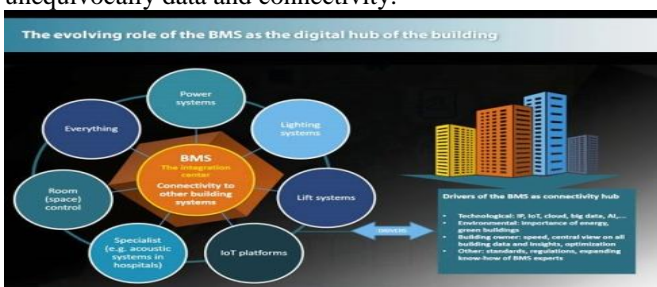 unequivocally data and connectivity.
The evolving role of the BMS as the digital hub of the building
Power
systems
Lighting
systems
Lift systems
IoT platforms
Specialist
(e.g. acoustic
systems in
hospitals)
Room
(space)
control
Everything
BMS
The integration
center
Connectivity to
other building
systems
DRIVERS
Drivers of the BMS as connectivity hub
• Technological: IP, IoT, cloud, big data, AI,...
• Environmental: Importance of energy,
green buildings
• Building owner: speed, central view on all
building data and insights, optimization
• Other: standards, regulations, expanding
know-how of BMS experts